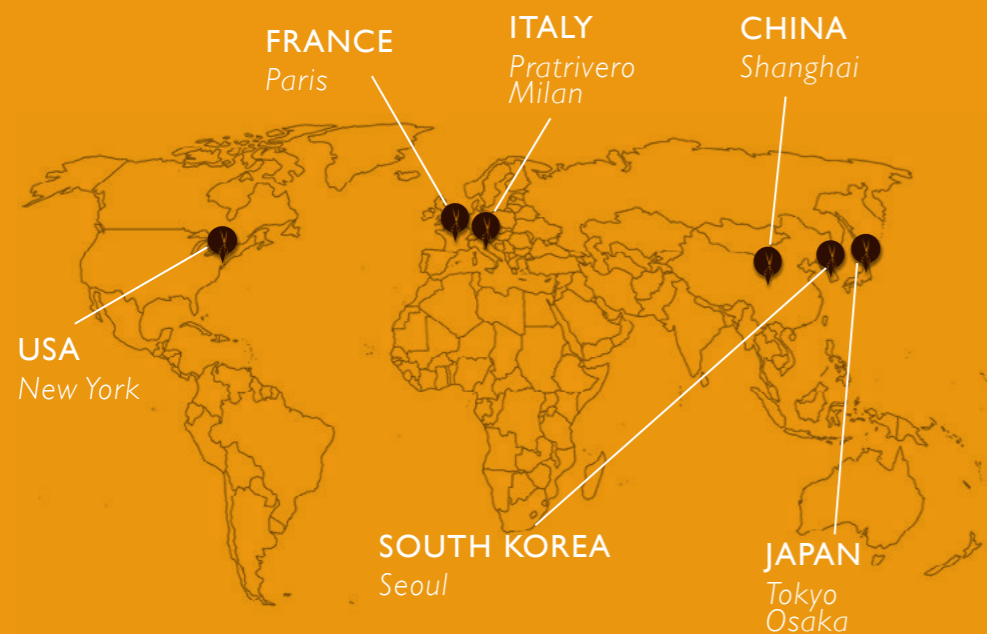 FRANCE
Paris
ITALY
Pratrivero
Milan
CHINA
Shanghai
USA
New York
SOUTH KOREA
Seoul
JAPAN
Tokyo
Osaka